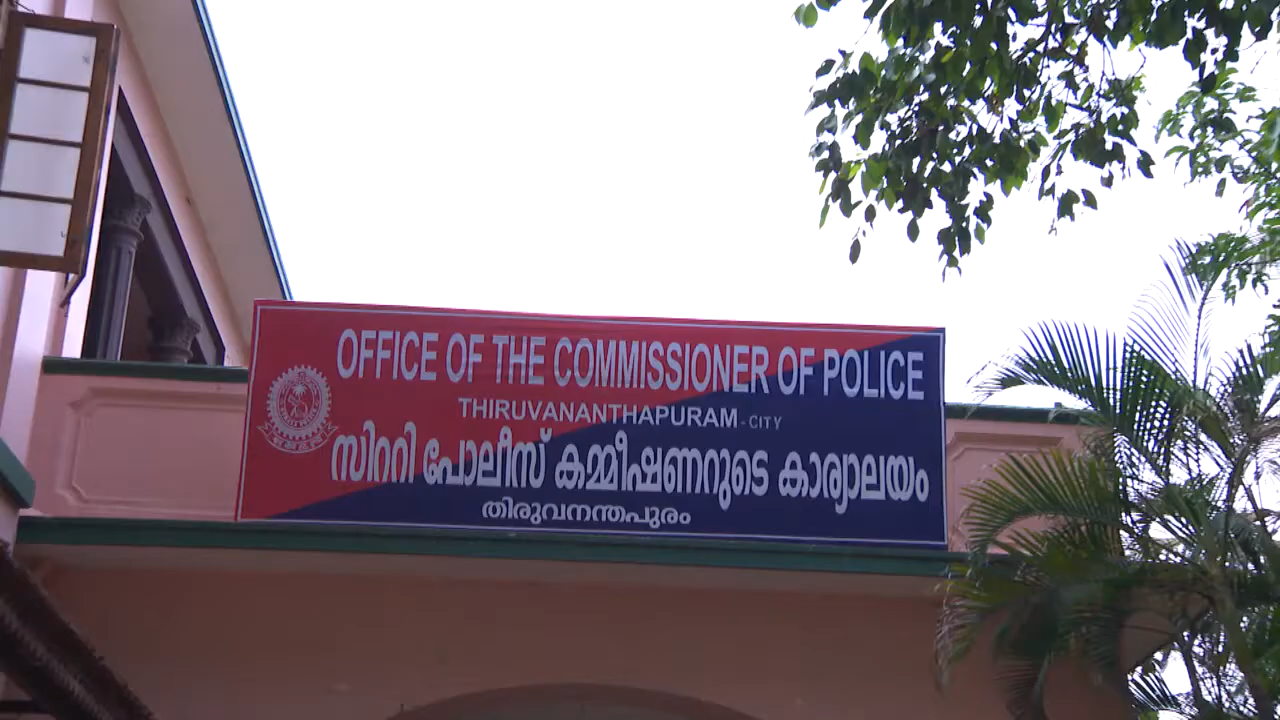 OFFICE OF THE COMMISSIONER OF POLICE
THIRUVANANTHAPURAM - CITY
സിററി പോലീസ് കമ്മീഷണറുടെ കാര്യാലയം
തിരുവനന്തപുരം